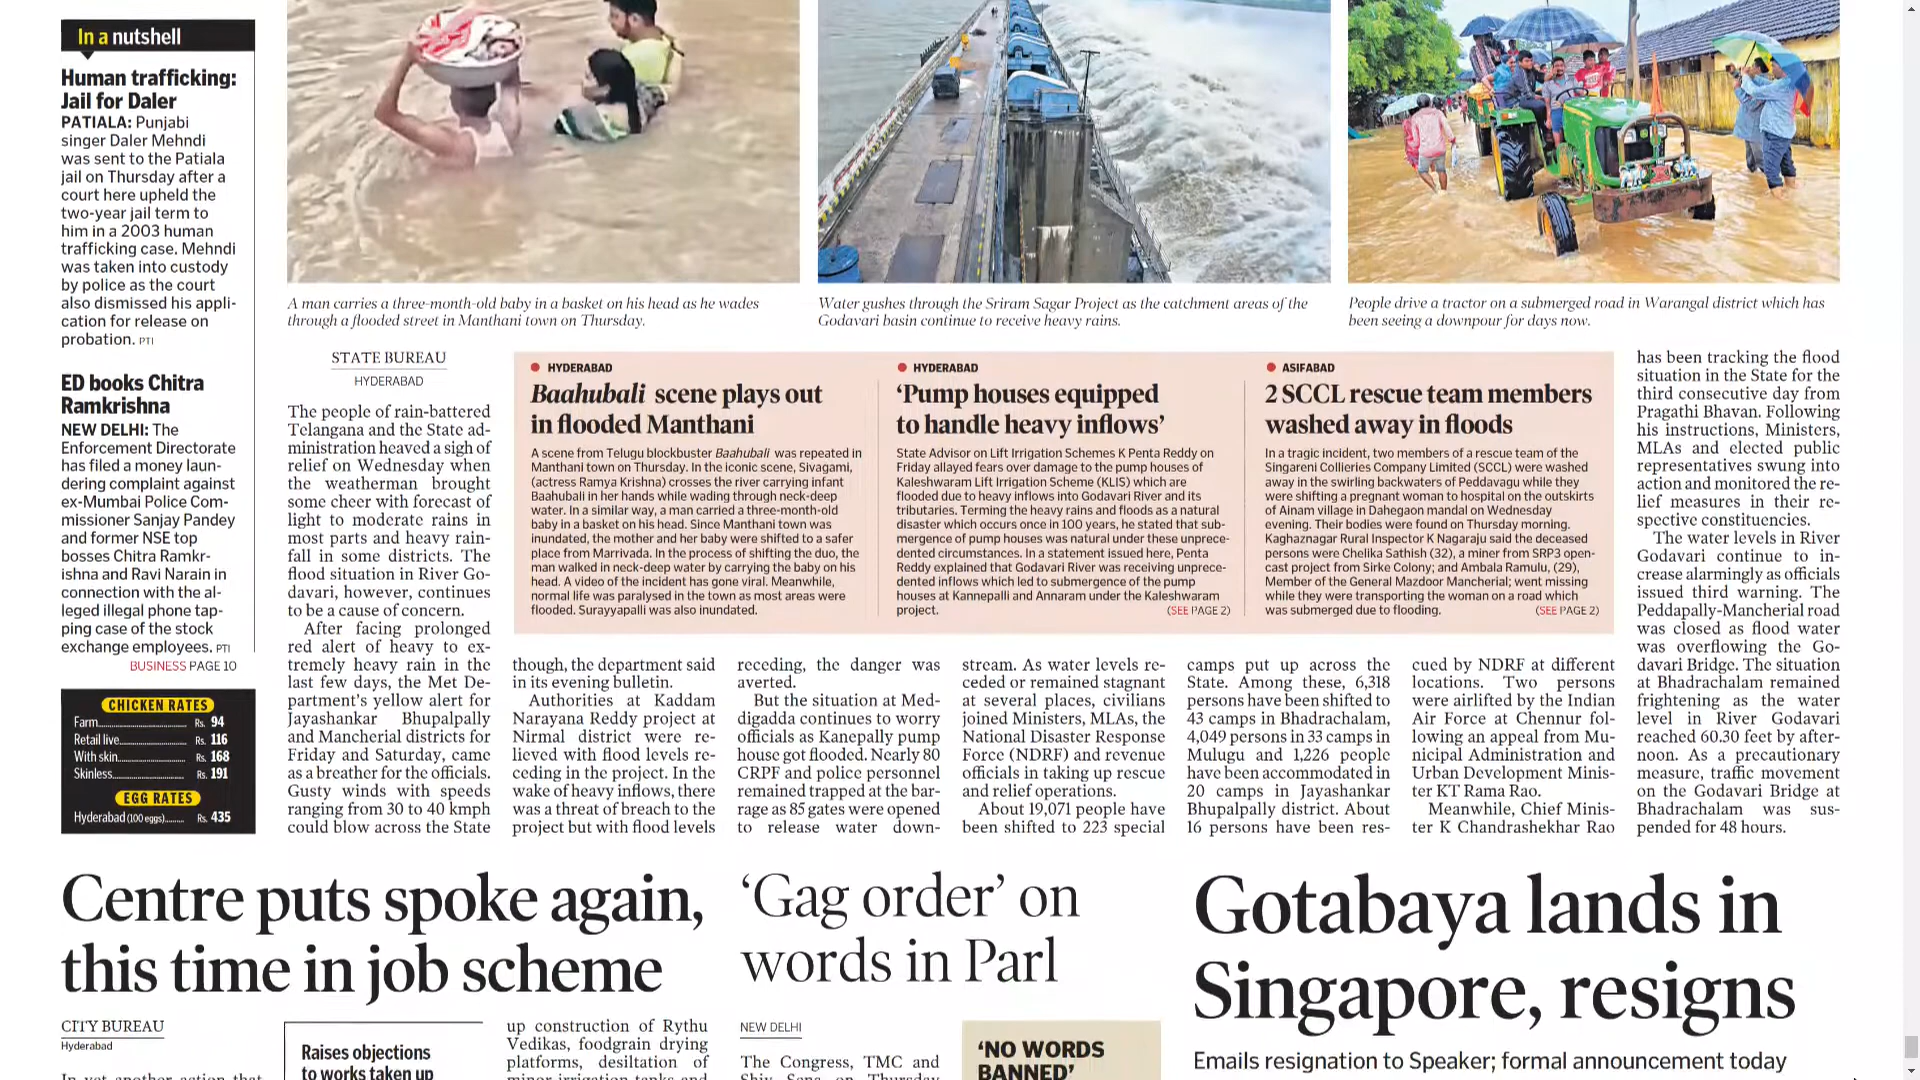 In a nutshell
Human trafficking:
Jail for Daler
PATIALA: Punjabi
singer Daler Mehndi
was sent to the Patiala
jail on Thursday after a
court here upheld the
two-year jail term to
him in a 2003 human
trafficking case. Mehndi
was taken into custody
by police as the court
also dismissed his appli-
cation for release on
probation. PTI
ED books Chitra
Ramkrishna
NEW DELHI: The
Enforcement Directorate
has filed a money laun-
dering complaint against
ex-Mumbai Police Com-
missioner Sanjay Pandey
and former NSE top
bosses Chitra Ramkr-
ishna and Ravi Narain in
connection with the al-
leged illegal phone tap-
ping case of the stock
exchange employees. PTI
BUSINESS PAGE 10
CHICKEN RATES
Farm............................ Rs. 94
Retail live..................... Rs. 116
With skin..................... Rs. 168
Skinless....................... Rs. 191
EGG RATES
Hyderabad (100 eggs)........ Rs. 435
A man carries a three-month-old baby in a basket on his head as he wades
through a flooded street in Manthani town on Thursday.
Water gushes through the Sriram Sagar Project as the catchment areas of the
Godavari basin continue to receive heavy rains.
People drive a tractor on a submerged road in Warangal district which has
been seeing a downpour for days now.
STATE BUREAU
HYDERABAD
The people of rain-battered
Telangana and the State ad-
ministration heaved a sigh of
relief on Wednesday when
the weatherman brought
some cheer with forecast of
light to moderate rains in
most parts and heavy rain-
fall in some districts. The
flood situation in River Go-
davari, however, continues
to be a cause of concern.
After facing prolonged
red alert of heavy to ex-
tremely heavy rain in the
last few days, the Met De-
partment's yellow alert for
Jayashankar Bhupalpally
and Mancherial districts for
Friday and Saturday, came
as a breather for the officials.
Gusty winds with speeds
ranging from 30 to 40 kmph
could blow across the State
HYDERABAD
Baahubali scene plays out
in flooded Manthani
A scene from Telugu blockbuster Baahubali was repeated in
Manthani town on Thursday. In the iconic scene, Sivagami,
(actress Ramya Krishna) crosses the river carrying infant
Baahubali in her hands while wading through neck-deep
water. In a similar way, a man carried a three-month-old
baby in a basket on his head. Since Manthani town was
inundated, the mother and her baby were shifted to a safer
place from Marrivada. In the process of shifting the duo, the
man walked in neck-deep water by carrying the baby on his
head. A video of the incident has gone viral. Meanwhile,
normal life was paralysed in the town as most areas were
flooded. Surayyapalli was also inundated.
HYDERABAD
‘Pump houses equipped
to handle heavy inflows’
State Advisor on Lift Irrigation Schemes K Penta Reddy on
Friday allayed fears over damage to the pump houses of
Kaleshwaram Lift Irrigation Scheme (KLIS) which are
flooded due to heavy inflows into Godavari River and its
tributaries. Terming the heavy rains and floods as a natural
disaster which occurs once in 100 years, he stated that sub-
mergence of pump houses was natural under these unprece-
dented circumstances. In a statement issued here, Penta
Reddy explained that Godavari River was receiving unprece-
dented inflows which led to submergence of the pump
houses at Kannepalli and Annaram under the Kaleshwaram
project. (SEE PAGE 2)
ASIFABAD
2 SCCL rescue team members
washed away in floods
In a tragic incident, two members of a rescue team of the
Singareni Collieries Company Limited (SCCL) were washed
away in the swirling backwaters of Peddavagu while they
were shifting a pregnant woman to hospital on the outskirts
of Ainam village in Dahegaon mandal on Wednesday
evening. Their bodies were found on Thursday morning.
Kaghaznagar Rural Inspector K Nagaraju said the deceased
persons were Chelika Sathish (32), a miner from SRP3 open-
cast project from Sirke Colony; and Ambala Ramulu, (29),
Member of the General Mazdoor Mancherial; went missing
while they were transporting the woman on a road which
was submerged due to flooding. (SEE PAGE 2)
though, the department said
in its evening bulletin.
Authorities at Kaddam
Narayana Reddy project at
Nirmal district were re-
lieved with flood levels re-
ceding in the project. In the
wake of heavy inflows, there
was a threat of breach to the
project but with flood levels
receding, the danger was
averted.
But the situation at Med-
digadda continues to worry
officials as Kanepally pump
house got flooded. Nearly 80
CRPF and police personnel
remained trapped at the bar-
rage as 85 gates were opened
to release water down-
stream. As water levels re-
ceded or remained stagnant
at several places, civilians
joined Ministers, MLAs, the
National Disaster Response
Force (NDRF) and revenue
officials in taking up rescue
and relief operations.
About 19,071 people have
been shifted to 223 special
camps put up across the
State. Among these, 6,318
persons have been shifted to
43 camps in Bhadrachalam,
4,049 persons in 33 camps in
Mulugu and 1,226 people
have been accommodated in
20 camps in Jayashankar
Bhupalpally district. About
16 persons have been res-
cued by NDRF at different
locations. Two persons
were airlifted by the Indian
Air Force at Chennur fol-
lowing an appeal from Mu-
nicipal Administration and
Urban Development Minis-
ter KT Rama Rao.
Meanwhile, Chief Minis-
ter K Chandrashekhar Rao
has been tracking the flood
situation in the State for the
third consecutive day from
Pragathi Bhavan. Following
his instructions, Ministers,
MLAs and elected public
representatives swung into
action and monitored the re-
lief measures in their re-
spective constituencies.
The water levels in River
Godavari continue to in-
crease alarmingly as officials
issued third warning. The
Peddapally-Mancherial road
was closed as flood water
was overflowing the Go-
davari Bridge. The situation
at Bhadrachalam remained
frightening as the water
level in River Godavari
reached 60.30 feet by after-
noon. As a precautionary
measure, traffic movement
on the Godavari Bridge at
Bhadrachalam was sus-
pended for 48 hours.
Centre puts spoke again,
this time in job scheme
CITY BUREAU
Hyderabad
In yet another action that
Raises objections
to works taken up
up construction of Rythu
Vedikas, foodgrain drying
platforms, desiltation of
minor irrigation tanks and
‘Gag order’ on
words in Parl
NEW DELHI
The Congress, TMC and
Shiv Sena on Thursday
‘NO WORDS
BANNED’
Gotabaya lands in
Singapore, resigns
Emails resignation to Speaker; formal announcement today